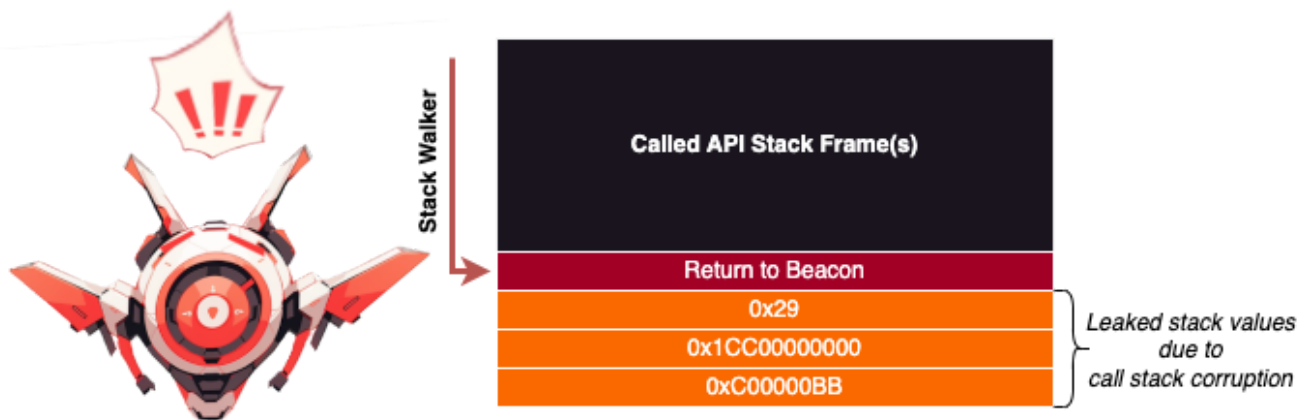 !!!
Stack Walker
Called API Stack Frame(s)
Return to Beacon
0x29
0x1CC00000000
0xC00000BB
Leaked stack values
due to
call stack corruption